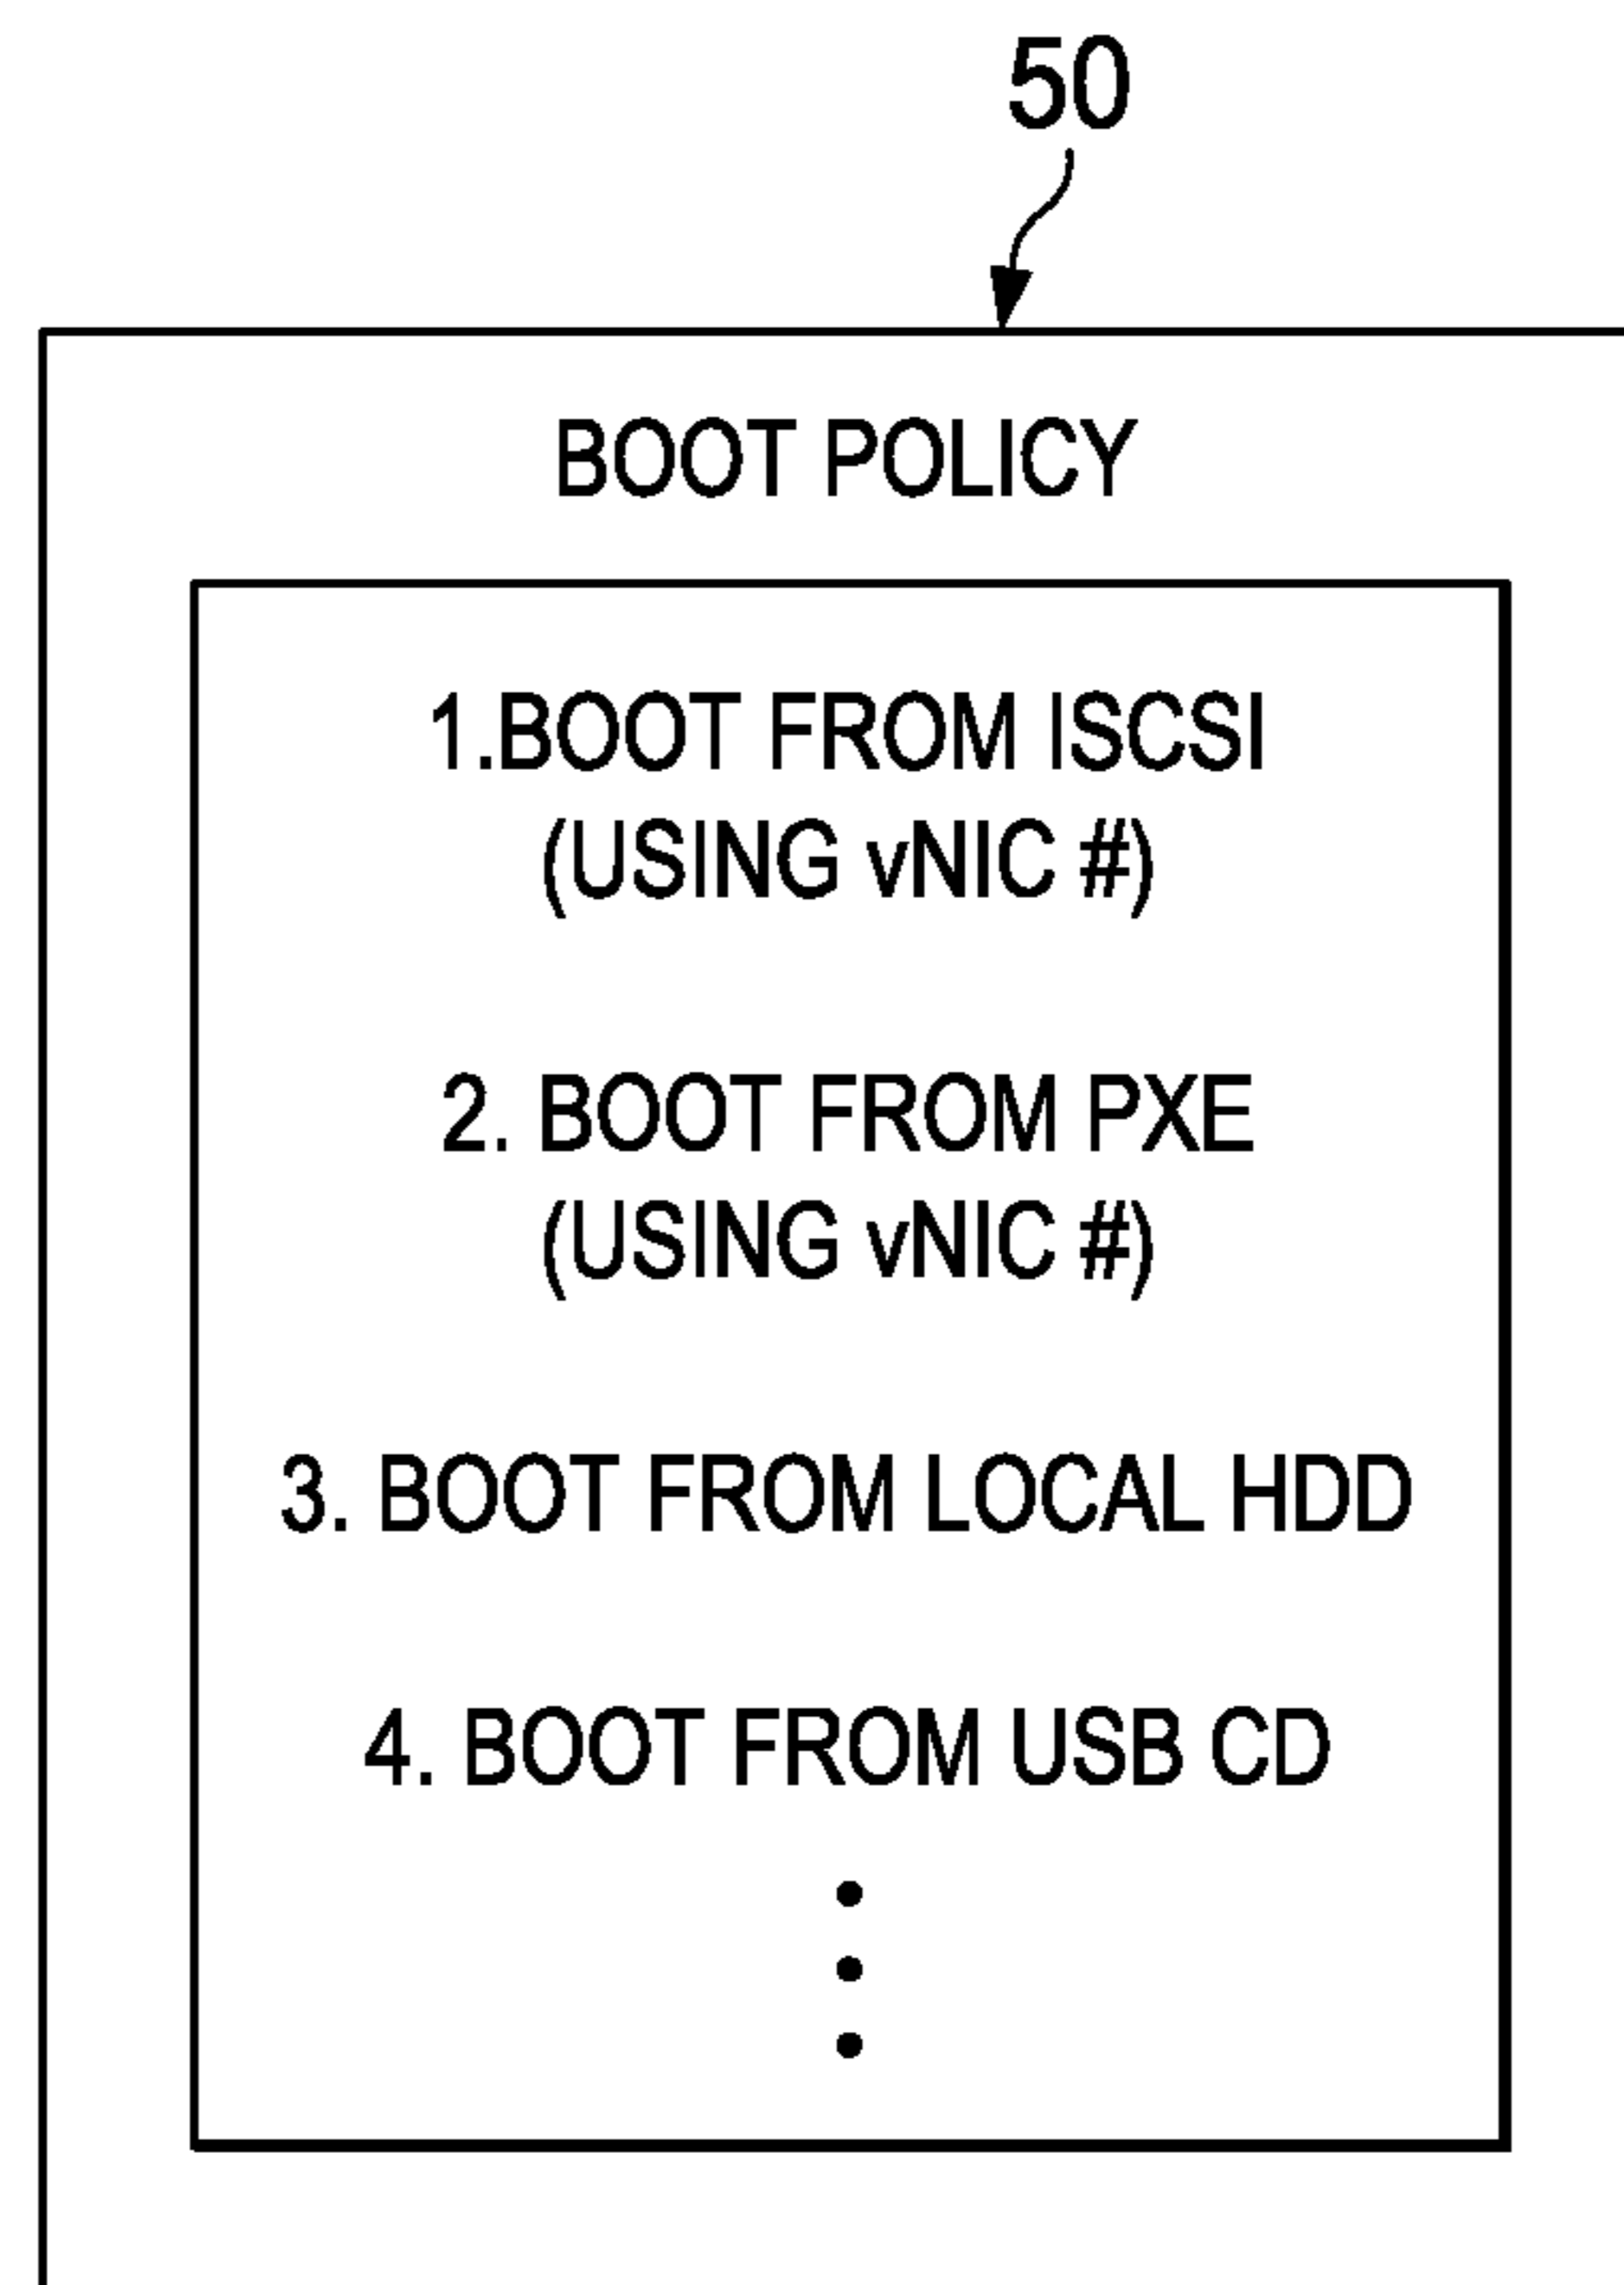 50
BOOT POLICY
1.BOOT FROM ISCSI
(USING vNIC #)
2. BOOT FROM PXE
(USING vNIC #)
3. BOOT FROM LOCAL HDD
4. BOOT FROM USB CD